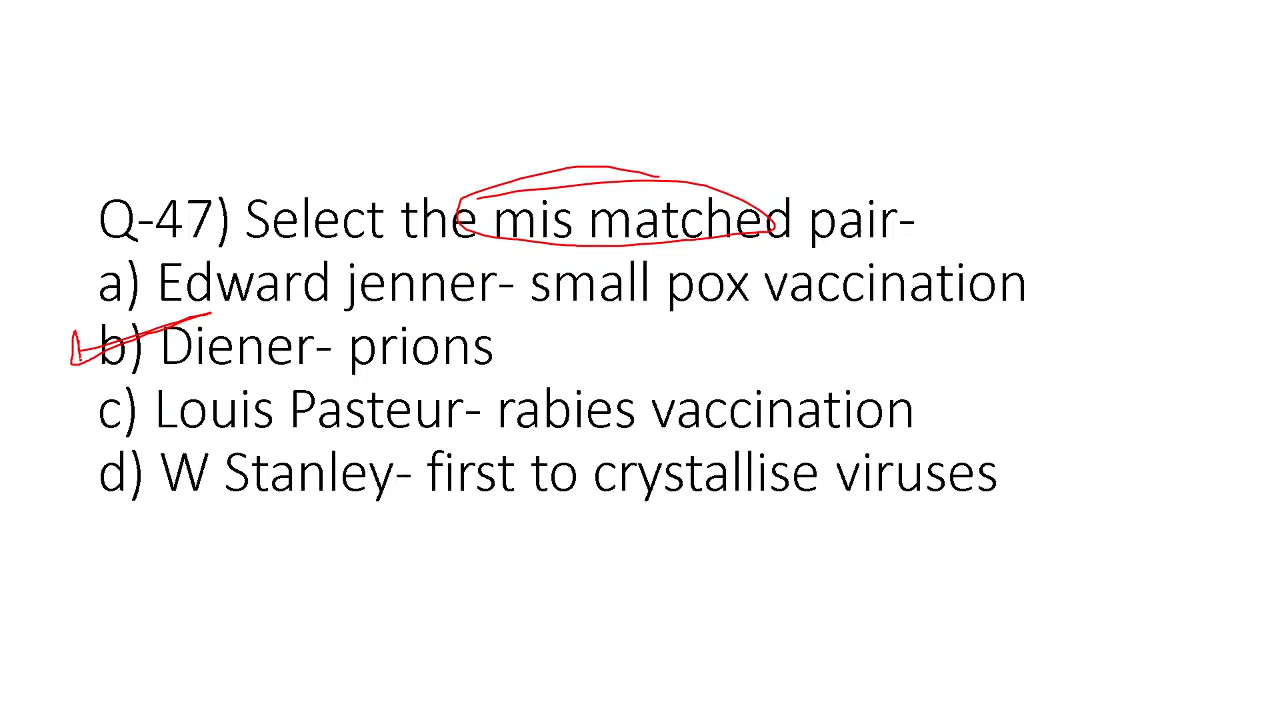 Q-47) Select the mis matched pair-
a) Edward jenner- small pox vaccination
b) Diener- prions
c) Louis Pasteur- rabies vaccination
d) W Stanley- first to crystallise viruses